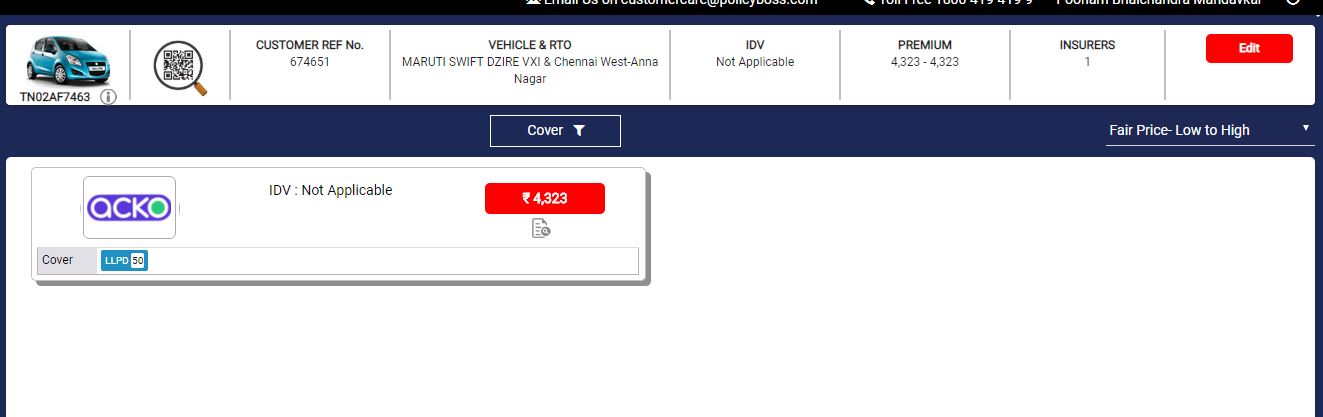 Email Us on customercare@policyboss.com
Toll Free 1800 419 419 9
Poonam Bhalchandra Mandavkar
TN02AF7463
CUSTOMER REF No.
674651
VEHICLE & RTO
MARUTI SWIFT DZIRE VXI & Chennai West-Anna
Nagar
IDV
Not Applicable
PREMIUM
4,323 - 4,323
INSURERS
1
Edit
Cover
Fair Price- Low to High
acko
IDV : Not Applicable
₹ 4,323
Cover
LLPD 50